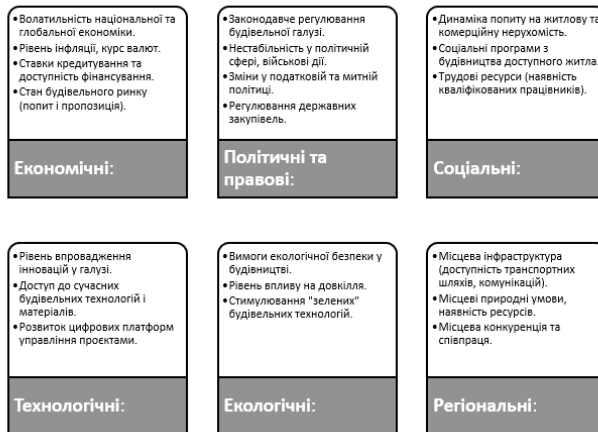 •Волатильність національної та
глобальної економіки.
•Рівень інфляції, курс валют.
•Ставки кредитування та
доступність фінансування.
•Стан будівельного ринку
(попит і пропозиція).
Економічні:
•Законодавче регулювання
будівельної галузі.
•Нестабільність у політичній
сфері, військові дії.
•Зміни у податковій та митній
політиці.
•Регулювання державних
закупівель.
Політичні та
правові:
•Динаміка попиту на житлову та
комерційну нерухомість.
•Соціальні програми з
будівництва доступного житла.
•Трудові ресурси (наявність
кваліфікованих працівників).
Соціальні:
•Рівень впровадження
інновацій у галузі.
•Доступ до сучасних
будівельних технологій і
матеріалів.
•Розвиток цифрових платформ
управління проєктами.
Технологічні:
•Вимоги екологічної безпеки у
будівництві.
•Рівень впливу на довкілля.
•Стимулювання "зелених"
будівельних технологій.
Екологічні:
•Місцева інфраструктура
(доступність транспортних
шляхів, комунікацій).
•Місцеві природні умови,
наявність ресурсів.
•Місцева конкуренція та
співпраця.
Регіональні: